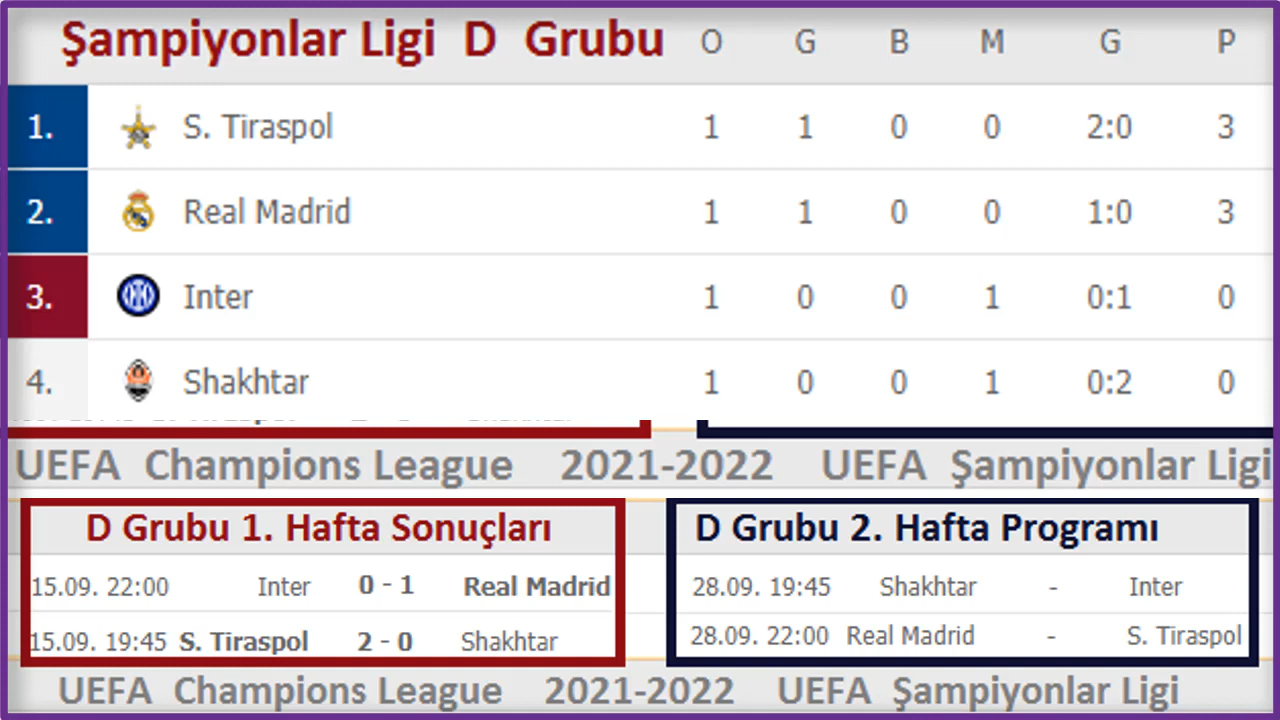 Şampiyonlar Ligi D Grubu O G B M G P
1. S. Tiraspol 1 1 0 0 2:0 3
2. Real Madrid 1 1 0 0 1:0 3
3. Inter 1 0 0 1 0:1 0
4. Shakhtar 1 0 0 1 0:2 0
UEFA Champions League 2021-2022 UEFA Şampiyonlar Ligi
D Grubu 1. Hafta Sonuçları
15.09. 22:00 Inter 0 - 1 Real Madrid
15.09. 19:45 S. Tiraspol 2 - 0 Shakhtar
D Grubu 2. Hafta Programı
28.09. 19:45 Shakhtar - Inter
28.09. 22:00 Real Madrid - S. Tiraspol
UEFA Champions League 2021-2022 UEFA Şampiyonlar Ligi